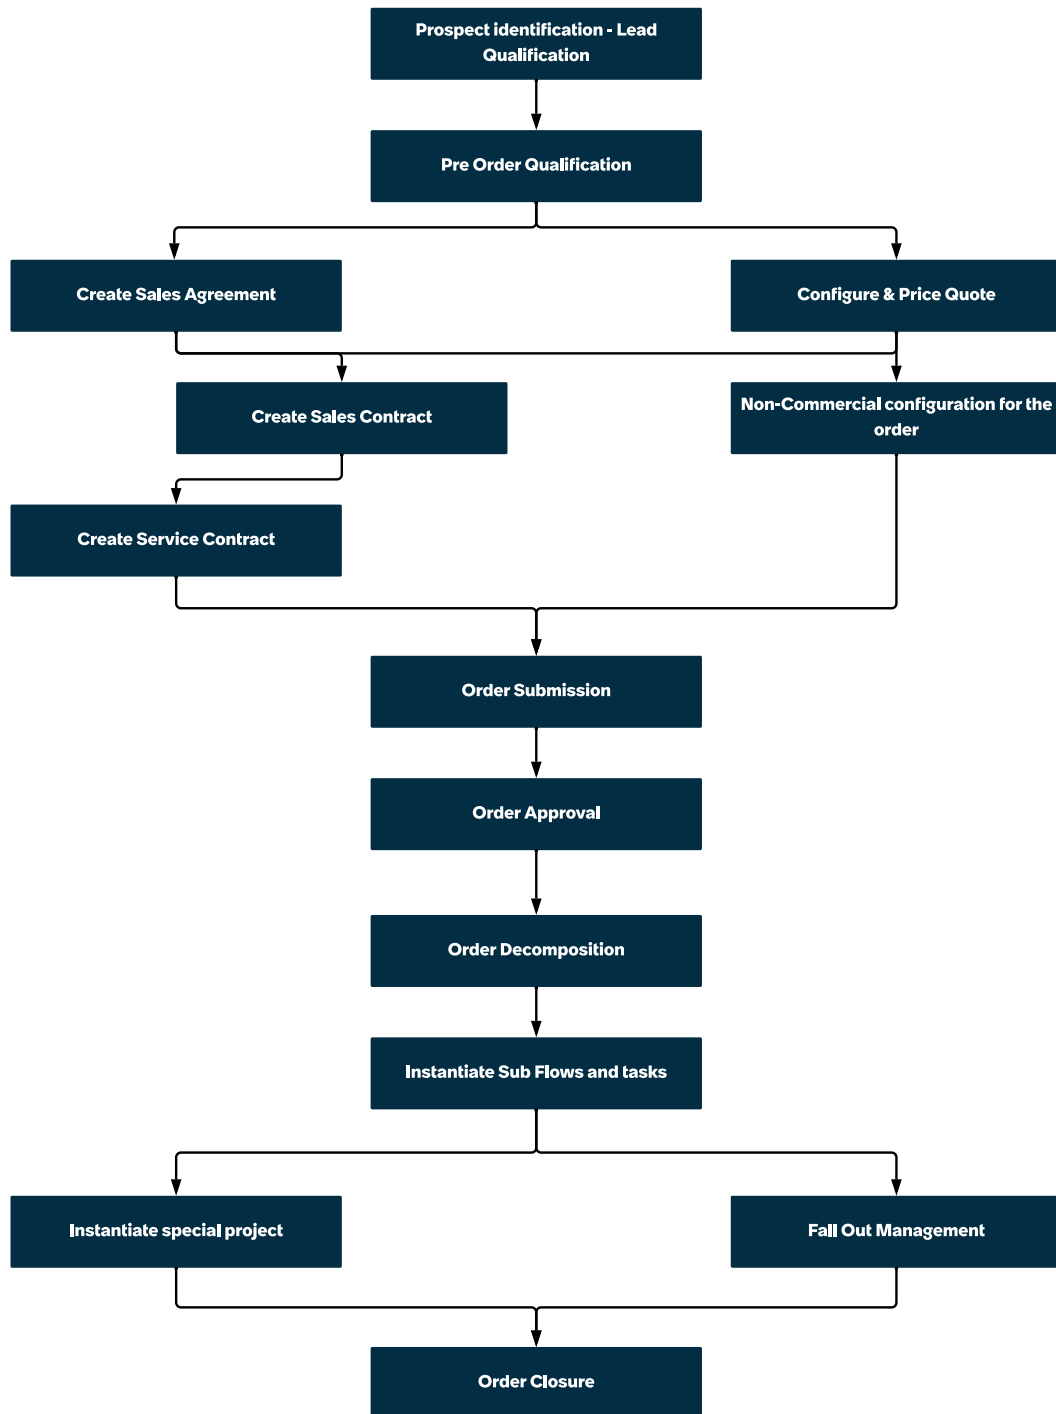 Prospect identification - Lead
Qualification
Pre Order Qualification
Create Sales Agreement
Configure & Price Quote
Create Sales Contract
Non-Commercial configuration for the
order
Create Service Contract
Order Submission
Order Approval
Order Decomposition
Instantiate Sub Flows and tasks
Instantiate special project
Fall Out Management
Order Closure